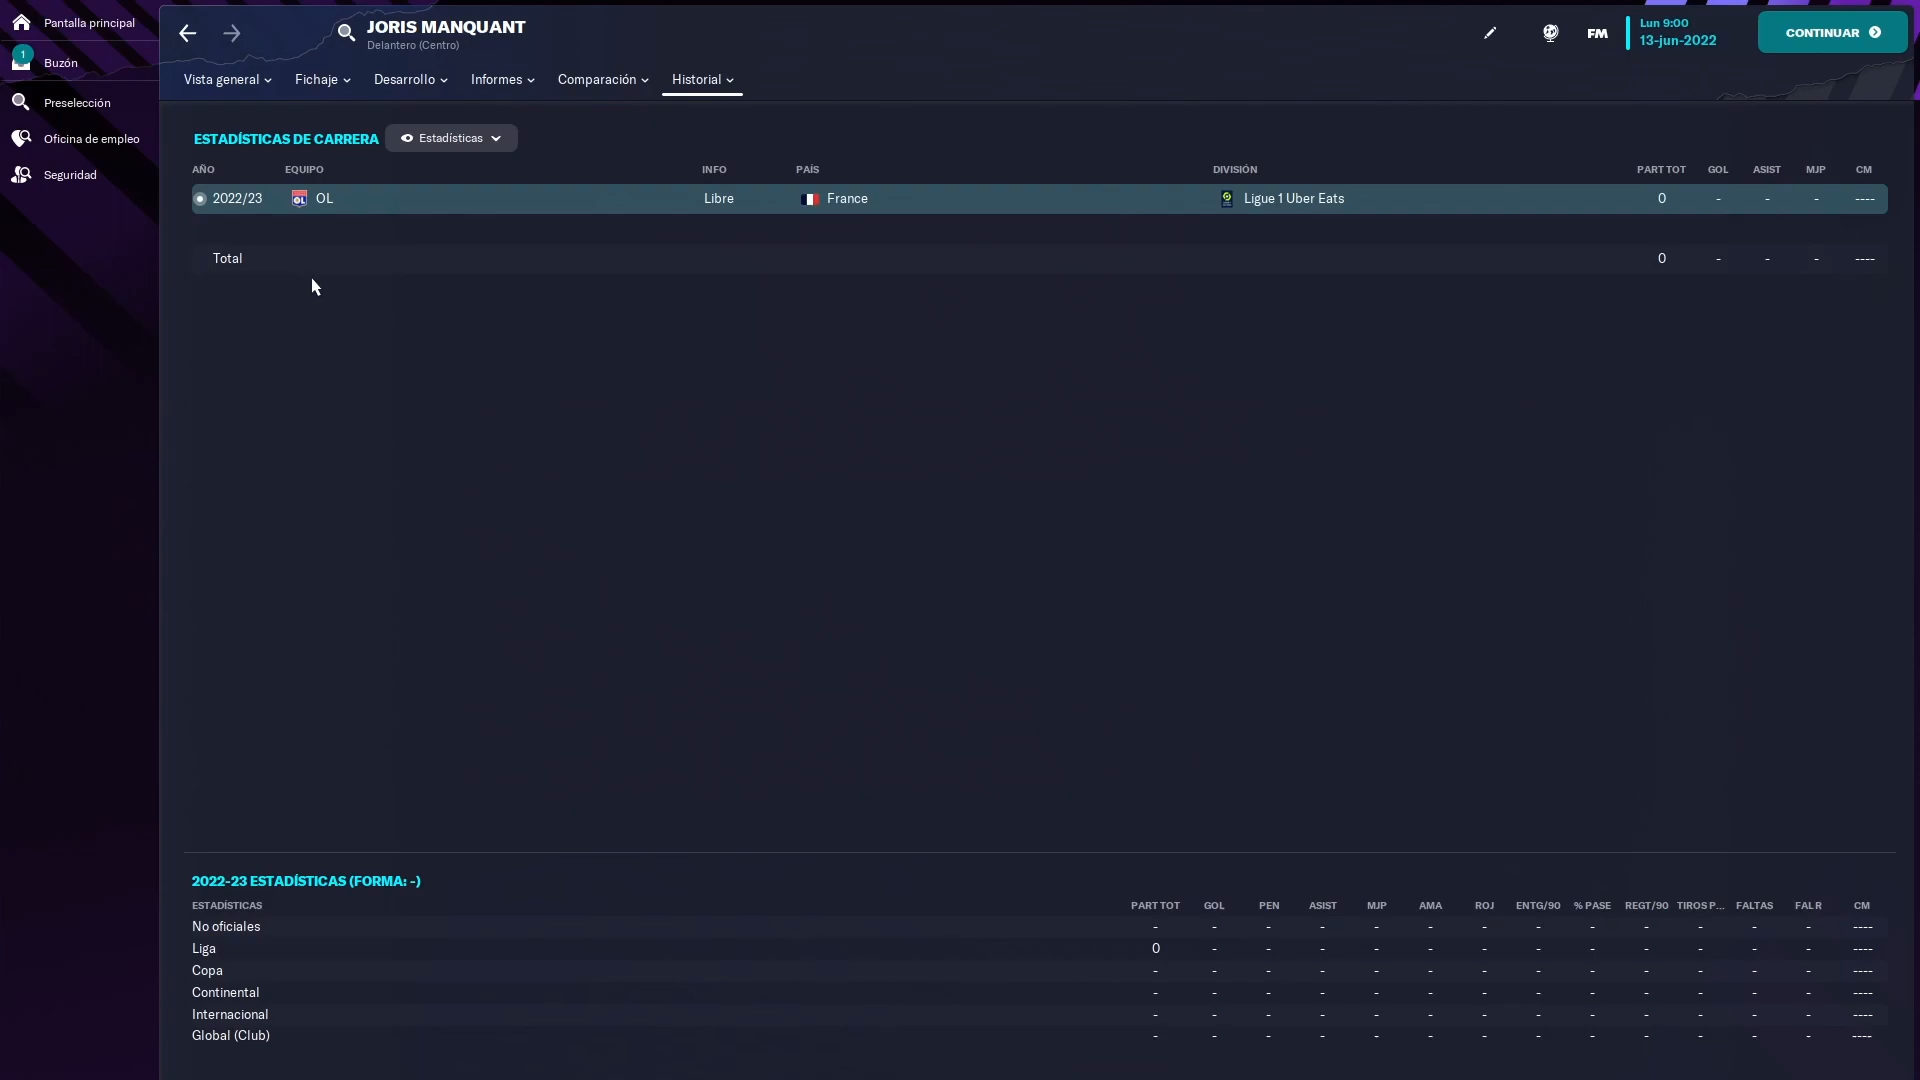 Pantalla principal
1
Buzón
Preselección
Oficina de empleo
Seguridad
JORIS MANQUANT
Delantero (Centro)
FM
Lun 9:00
13-jun-2022
CONTINUAR
Vista general
Fichaje
Desarrollo
Informes
Comparación
Historial
ESTADÍSTICAS DE CARRERA
Estadísticas
AÑO EQUIPO INFO PAÍS DIVISIÓN PART TOT GOL ASIST MJP CM
2022/23 OL Libre France Ligue 1 Uber Eats 0 - - - ----
Total 0 - - - ----
2022-23 ESTADÍSTICAS (FORMA: -)
ESTADÍSTICAS PART TOT GOL PEN ASIST MJP AMA ROJ ENTG/90 % PASE REGT/90 TIROS P... FALTAS FAL R CM
No oficiales - - - - - - - - - - - - - ----
Liga 0 - - - - - - - - - - - - ----
Copa - - - - - - - - - - - - - ----
Continental - - - - - - - - - - - - - ----
Internacional - - - - - - - - - - - - - ----
Global (Club) - - - - - - - - - - - - - ----